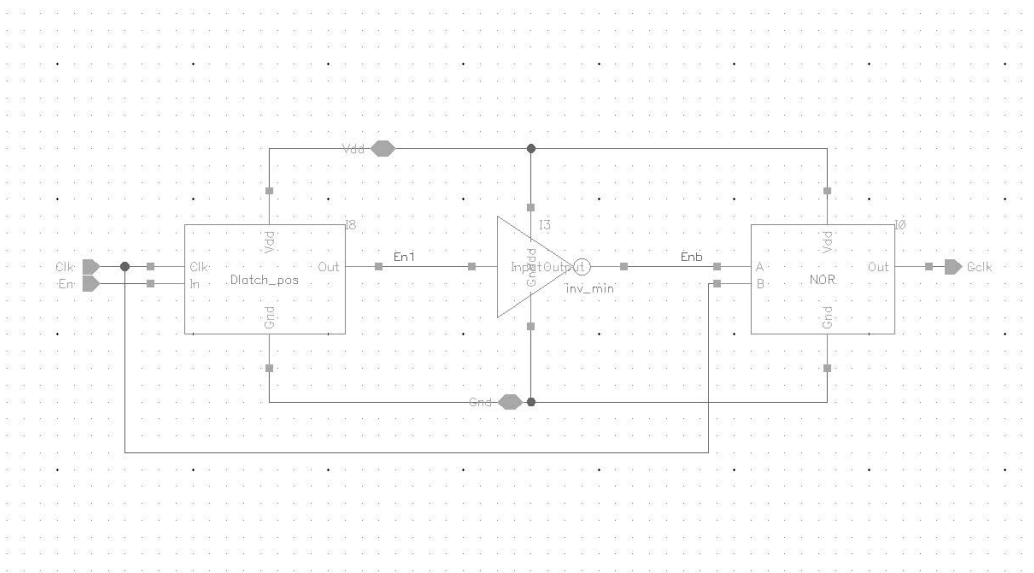 Vdd
I8
I3
I0
Vdd
Vdd
Vdd
Clk
En
Clk
In
Out
Dlatch_pos
Gnd
En1
Input
Output
Gnd
inv_min
Enb
A
B
NOR
Out
Gnd
Gclk
Gnd